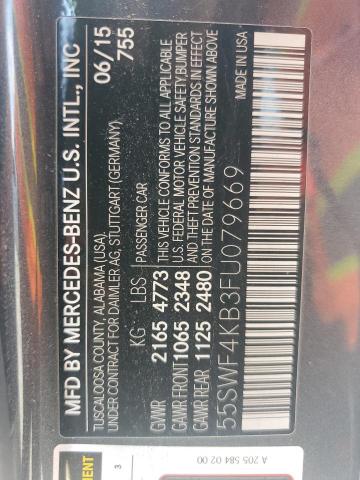 MFD BY MERCEDES-BENZ U.S. INTL., INC
TUSCALOOSA COUNTY, ALABAMA (USA)
UNDER CONTRACT FOR DAIMLER AG, STUTTGART (GERMANY)
06/15
755
KG LBS PASSENGER CAR
GVWR 2165 4773
GAWR FRONT 1065 2348
GAWR REAR 1125 2480
THIS VEHICLE CONFORMS TO ALL APPLICABLE
U.S. FEDERAL MOTOR VEHICLE SAFETY,BUMPER
AND THEFT PREVENTION STANDARDS IN EFFECT
ON THE DATE OF MANUFACTURE SHOWN ABOVE
55SWF4KB3FU079669
MADE IN USA
3
A 205 584 02 00